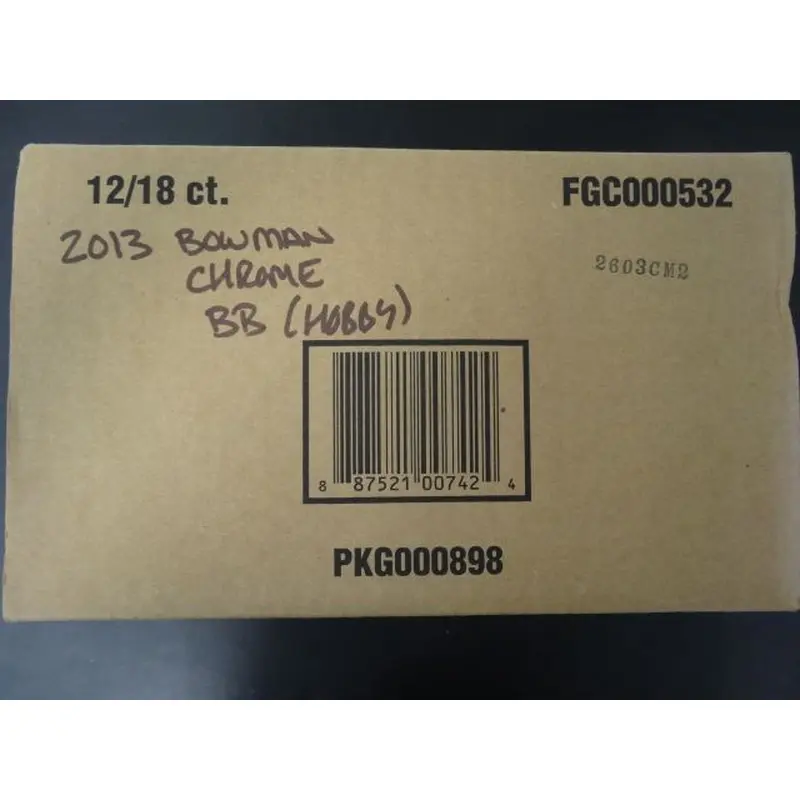 12/18 ct.
FGC000532
2013 BOWMAN
CHROME
BB (HOBBY)
2603CM2
8 87521 00742 4
PKG000898